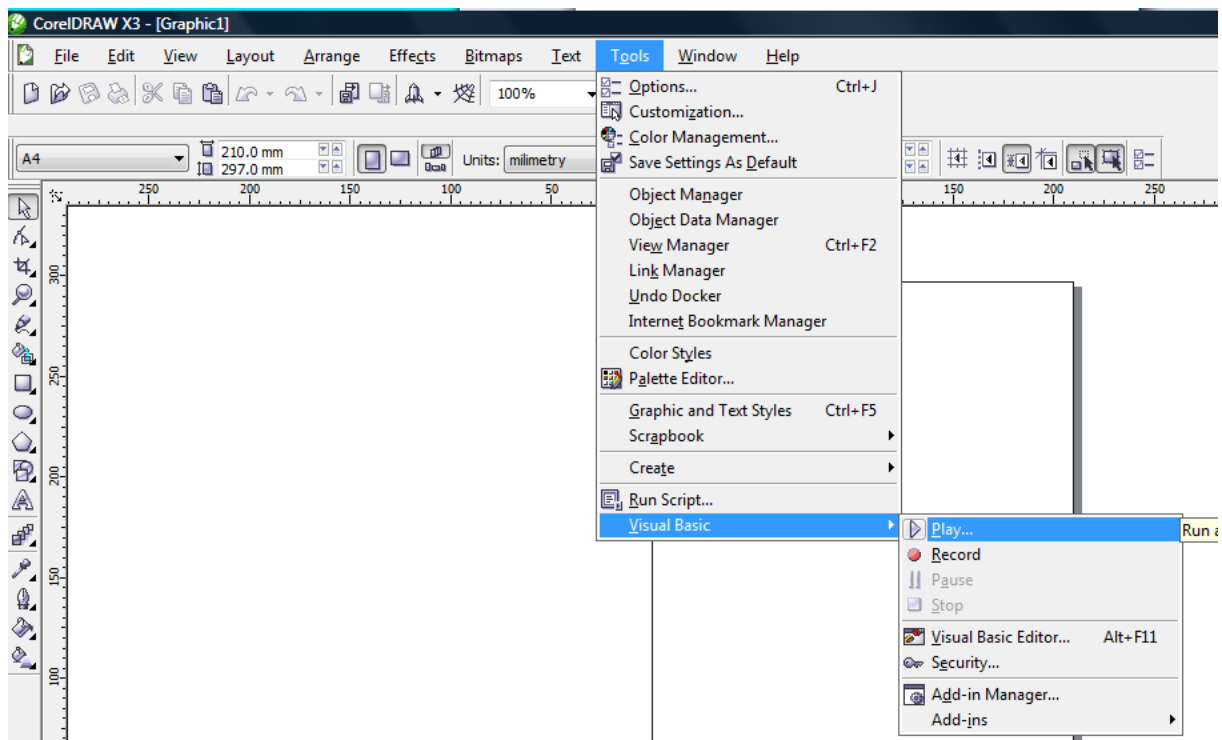 CorelDRAW X3 - [Graphic1]
File Edit View Layout Arrange Effects Bitmaps Text Tools Window Help
100%
A4
210.0 mm
297.0 mm
Units: milimetry
250 200 150 100 50 150 200 250
300
250
200
150
100
Options... Ctrl+J
Customization...
Color Management...
Save Settings As Default
Object Manager
Object Data Manager
View Manager Ctrl+F2
Link Manager
Undo Docker
Internet Bookmark Manager
Color Styles
Palette Editor...
Graphic and Text Styles Ctrl+F5
Scrapbook
Create
Run Script...
Visual Basic
Play...
Run a
Record
Pause
Stop
Visual Basic Editor... Alt+F11
Security...
Add-in Manager...
Add-ins